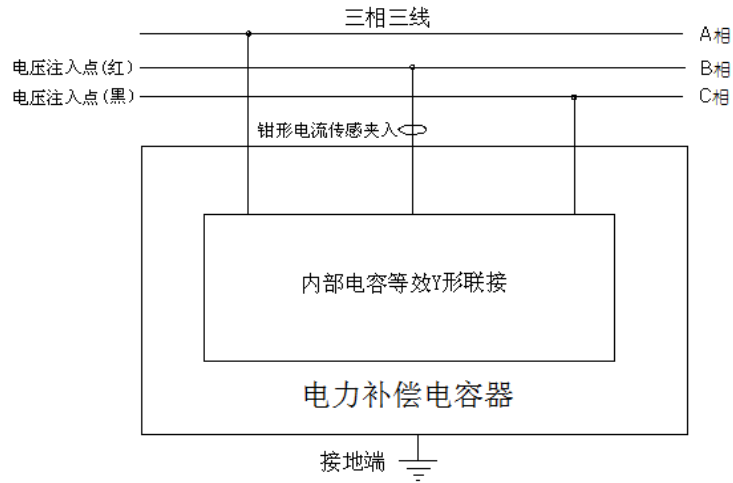 三相三线
A相
电压注入点(红)
B相
电压注入点(黑)
C相
钳形电流传感夹入
内部电容等效Y形联接
电力补偿电容器
接地端